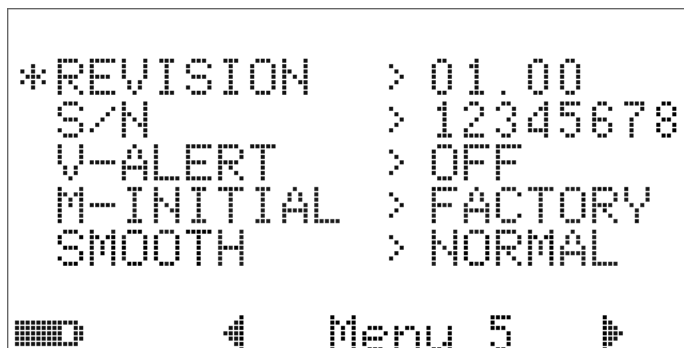 *REVISION > 01.00
S/N > 12345678
V-ALERT > OFF
M-INITIAL > FACTORY
SMOOTH > NORMAL
Menu 5